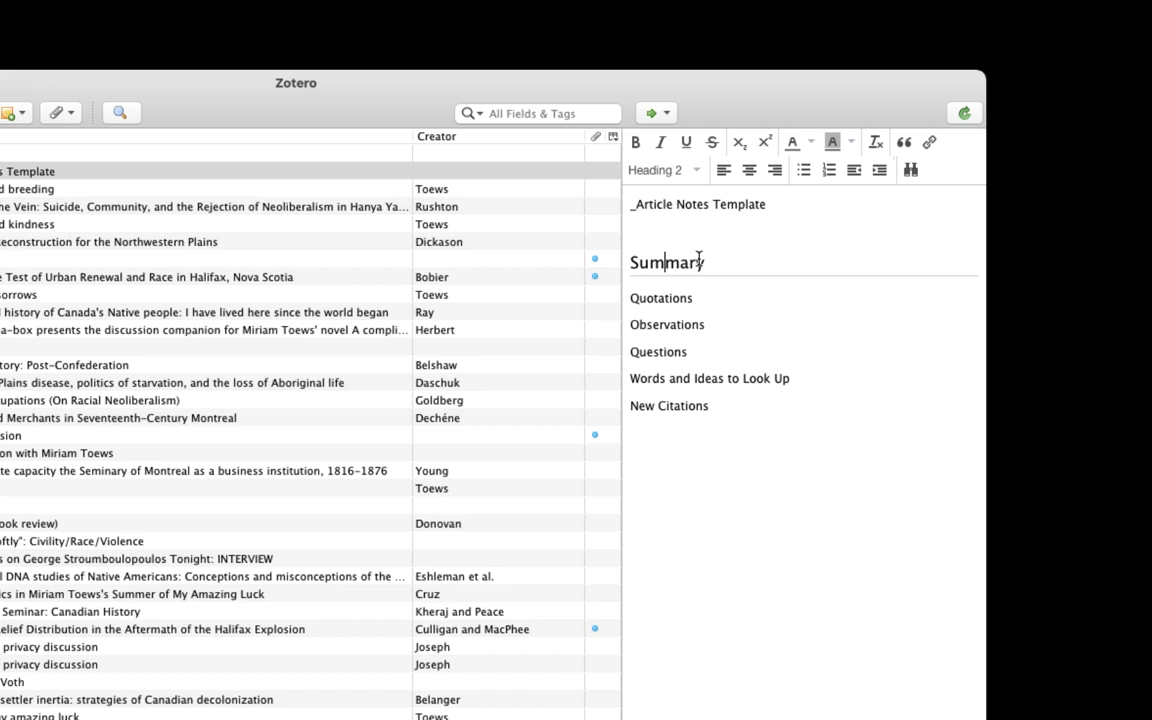 Zotero
All Fields & Tags
Creator
s Template
d breeding Toews
he Vein: Suicide, Community, and the Rejection of Neoliberalism in Hanya Ya... Rushton
d kindness Toews
econstruction for the Northwestern Plains Dickason
e Test of Urban Renewal and Race in Halifax, Nova Scotia Bobier
orrows Toews
l history of Canada's Native people: I have lived here since the world began Ray
a-box presents the discussion companion for Miriam Toews' novel A compli... Herbert
tory: Post-Confederation Belshaw
Plains disease, politics of starvation, and the loss of Aboriginal life Daschuk
upations (On Racial Neoliberalism) Goldberg
d Merchants in Seventeenth-Century Montreal Dechéne
sion
on with Miriam Toews
te capacity the Seminary of Montreal as a business institution, 1816-1876 Young
Toews
ook review) Donovan
oftly": Civility/Race/Violence
s on George Stroumboulopoulos Tonight: INTERVIEW
l DNA studies of Native Americans: Conceptions and misconceptions of the ... Eshleman et al.
ics in Miriam Toews's Summer of My Amazing Luck Cruz
Seminar: Canadian History Kheraj and Peace
elief Distribution in the Aftermath of the Halifax Explosion Culligan and MacPhee
privacy discussion Joseph
privacy discussion Joseph
Voth
settler inertia: strategies of Canadian decolonization Belanger
y amazing luck Toews
B I U S X₂ X² A A Tx
Heading 2
_Article Notes Template
Summary
Quotations
Observations
Questions
Words and Ideas to Look Up
New Citations